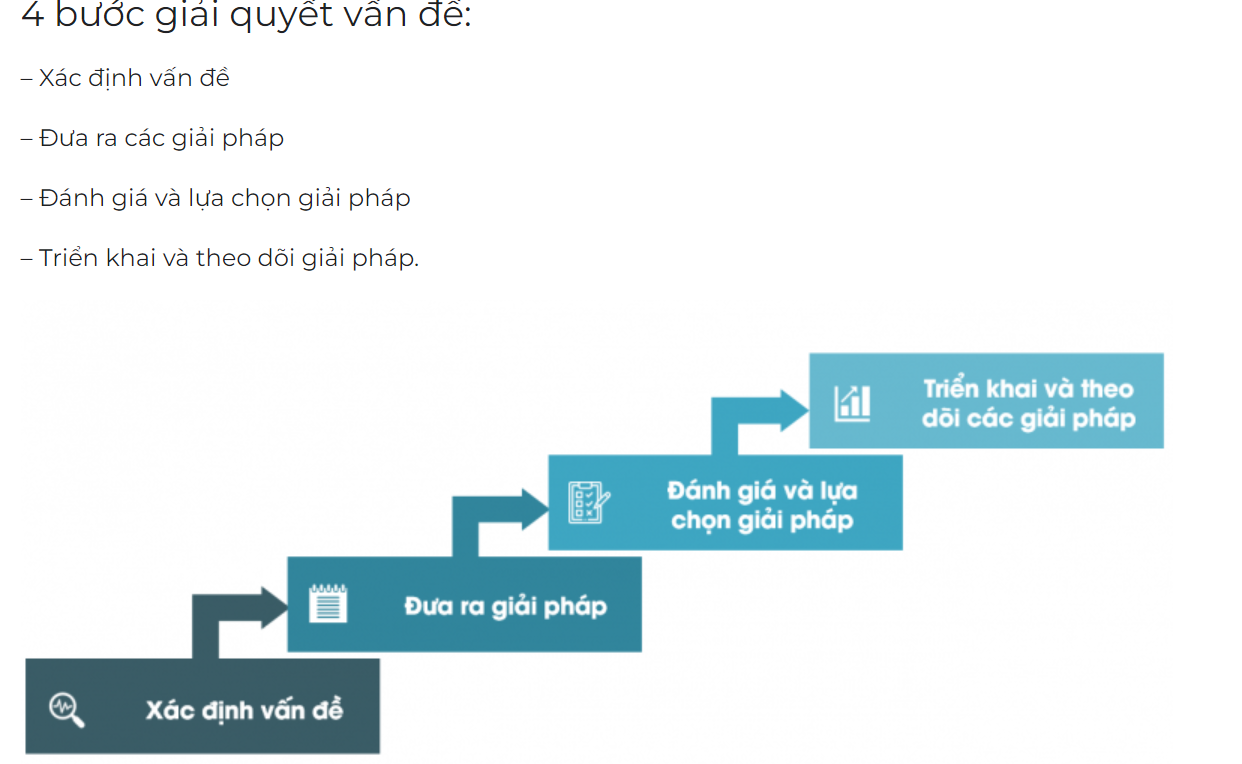 4 bước giải quyết vấn đề:
– Xác định vấn đề
– Đưa ra các giải pháp
– Đánh giá và lựa chọn giải pháp
– Triển khai và theo dõi giải pháp.
Triển khai và theo
dõi các giải pháp
Đánh giá và lựa
chọn giải pháp
Đưa ra giải pháp
Xác định vấn đề